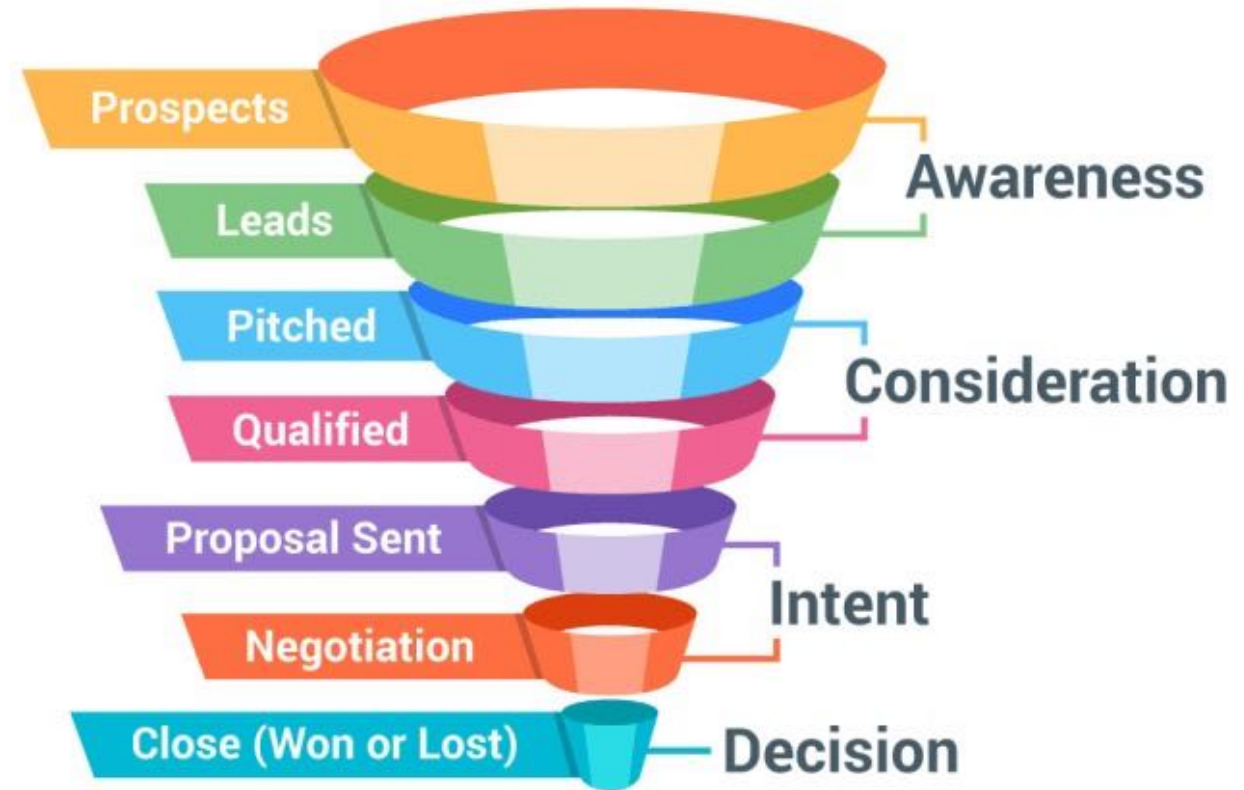 Prospects
Awareness
Leads
Pitched
Consideration
Qualified
Proposal Sent
Intent
Negotiation
Close (Won or Lost)
Decision